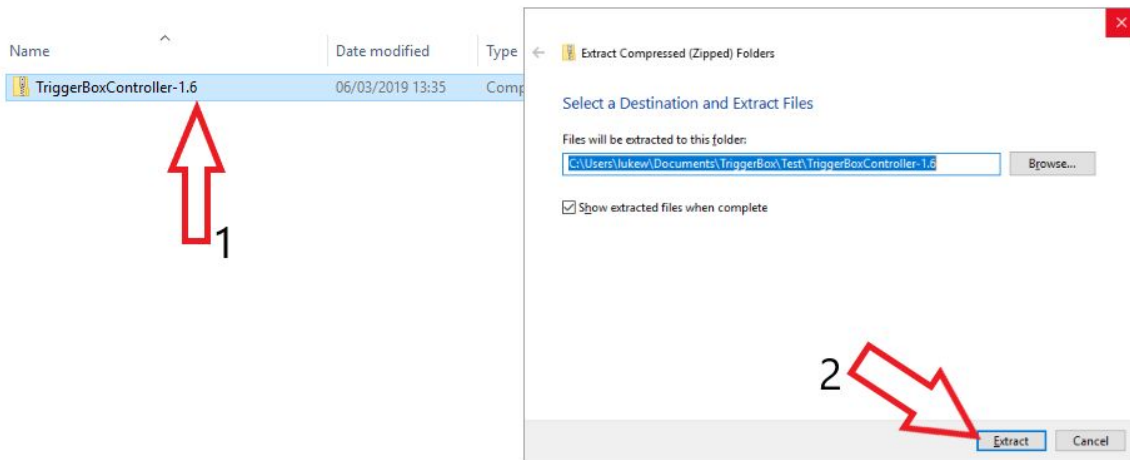 Name Date modified Type
TriggerBoxController-1.6 06/03/2019 13:35 Comp
1
Extract Compressed (Zipped) Folders
Select a Destination and Extract Files
Files will be extracted to this folder:
C:\Users\lukew\Documents\TriggerBox\Test\TriggerBoxController-1.6 Browse...
Show extracted files when complete
2
Extract Cancel